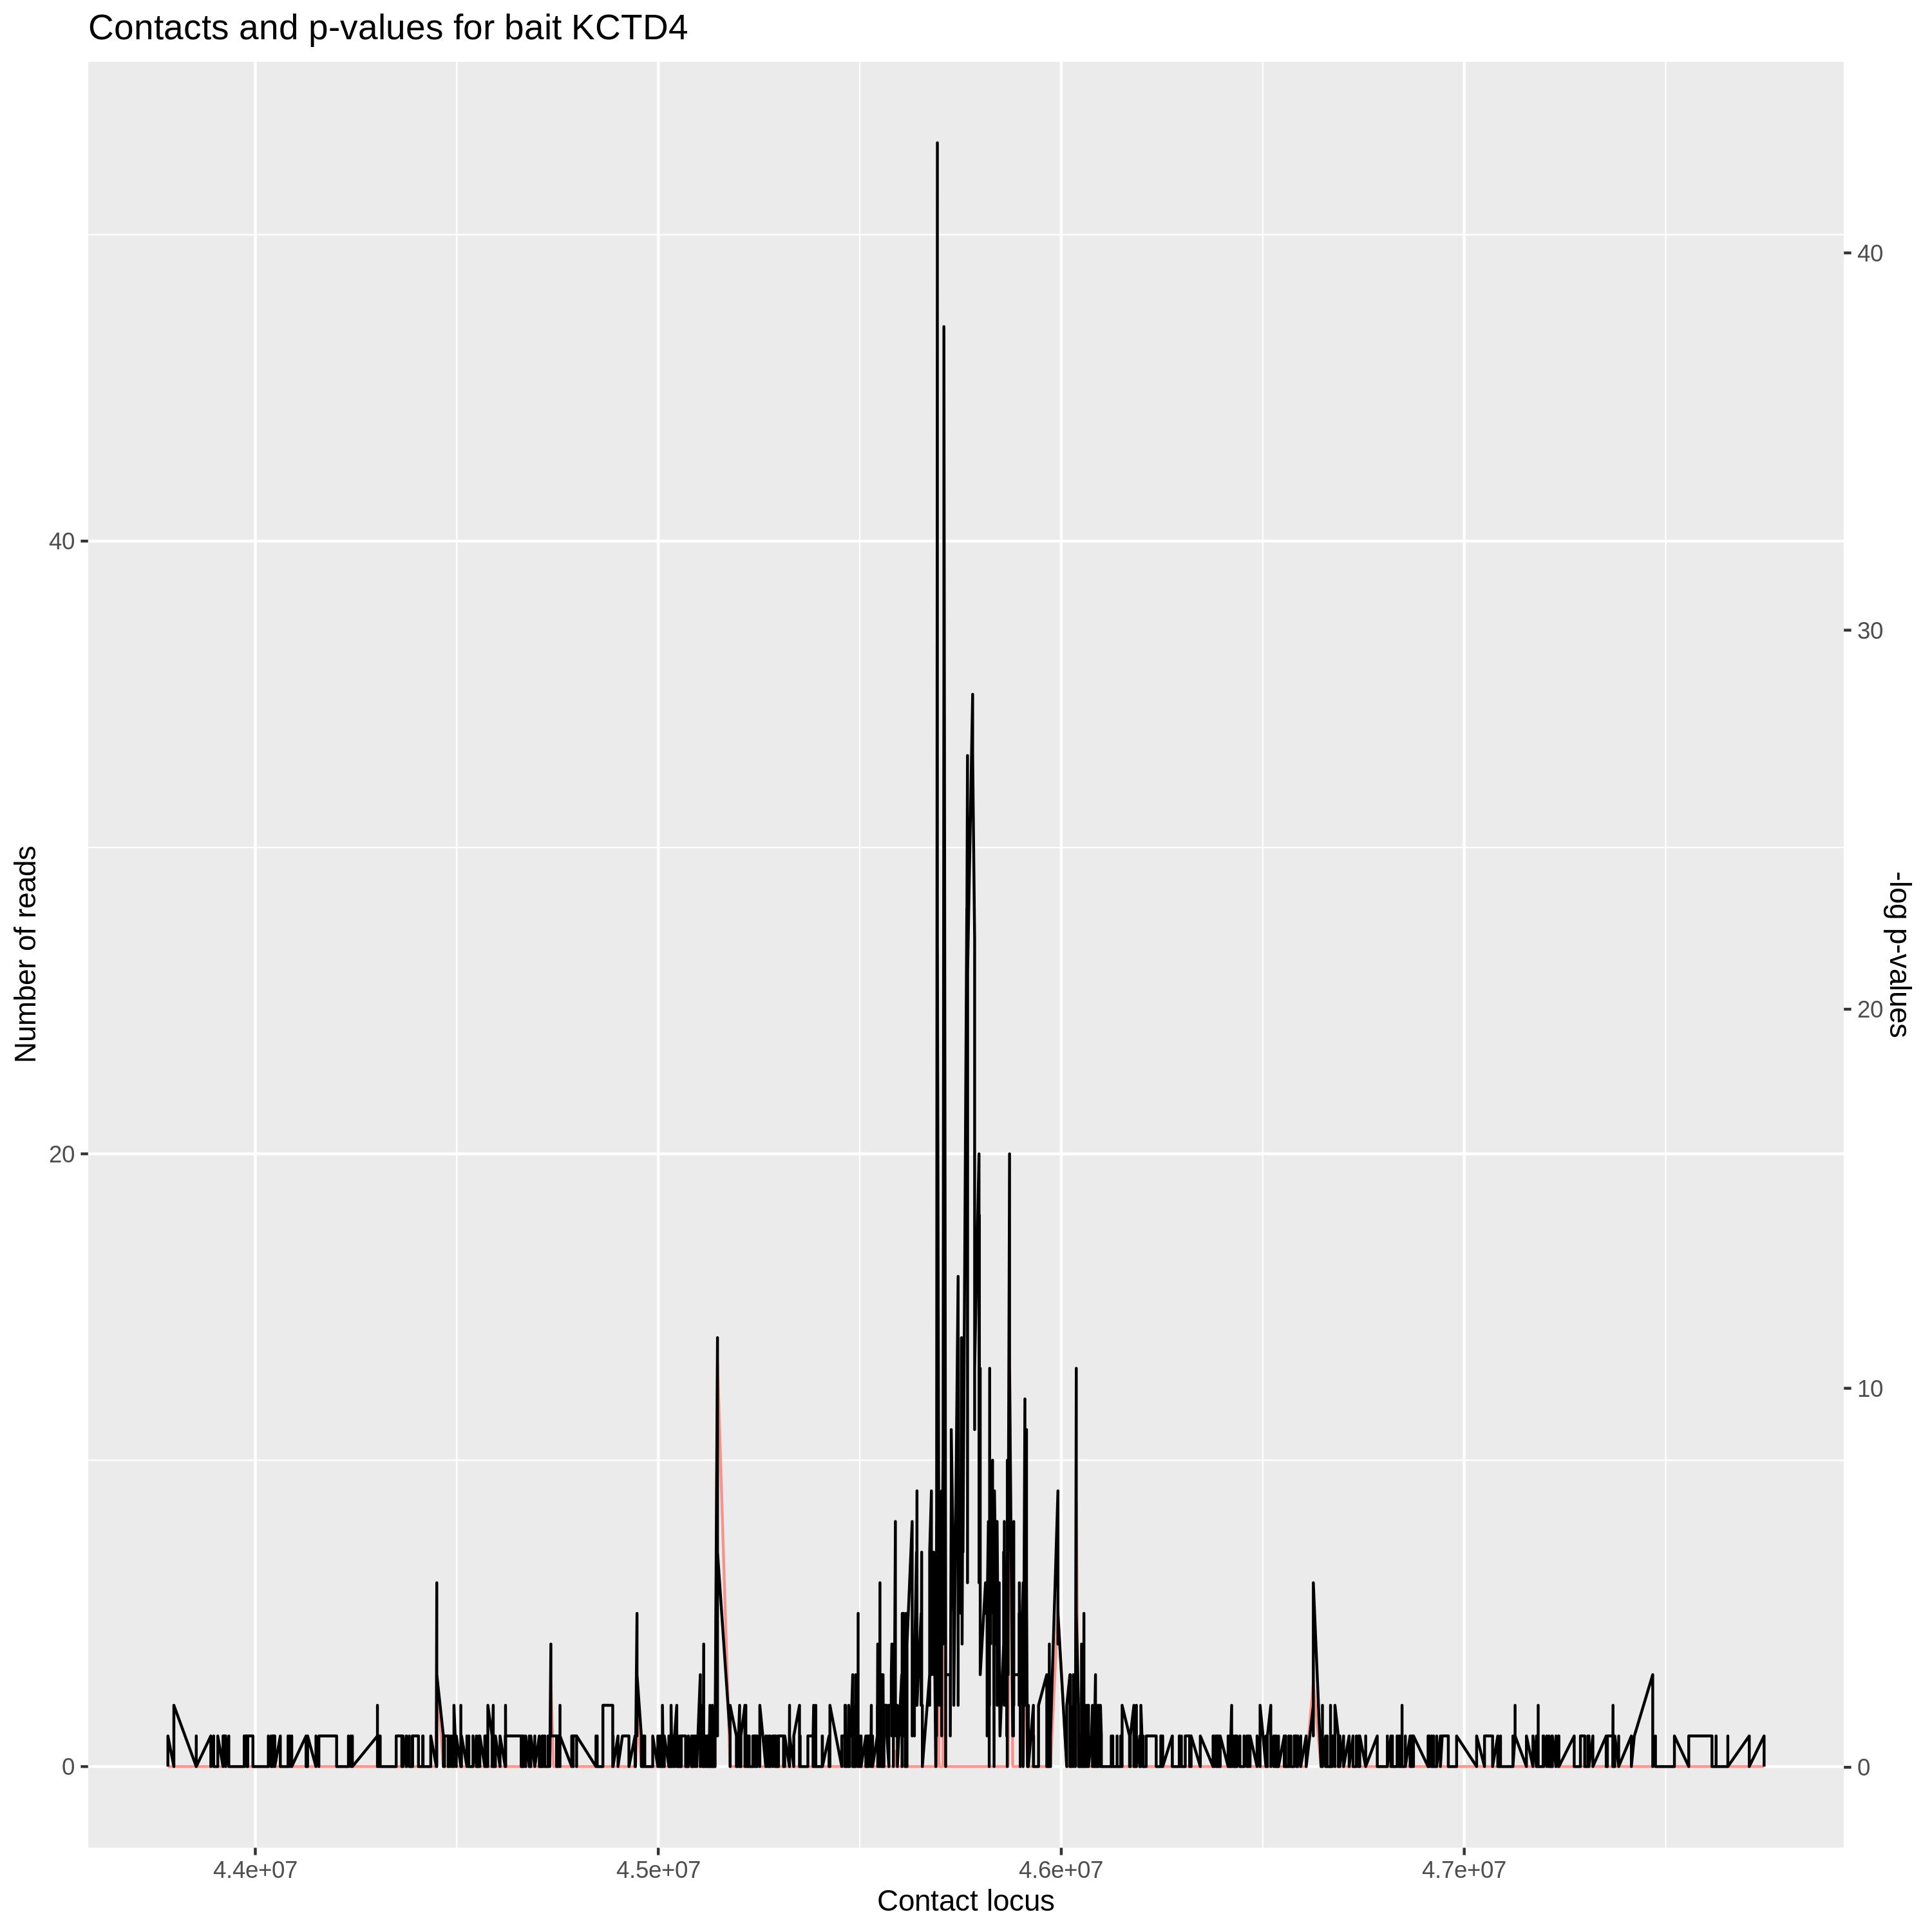 Contacts and p-values for bait KCTD4
Number of reads
40
20
0
40
30
20
10
0
-log p-values
4.4e+07
4.5e+07
4.6e+07
4.7e+07
Contact locus